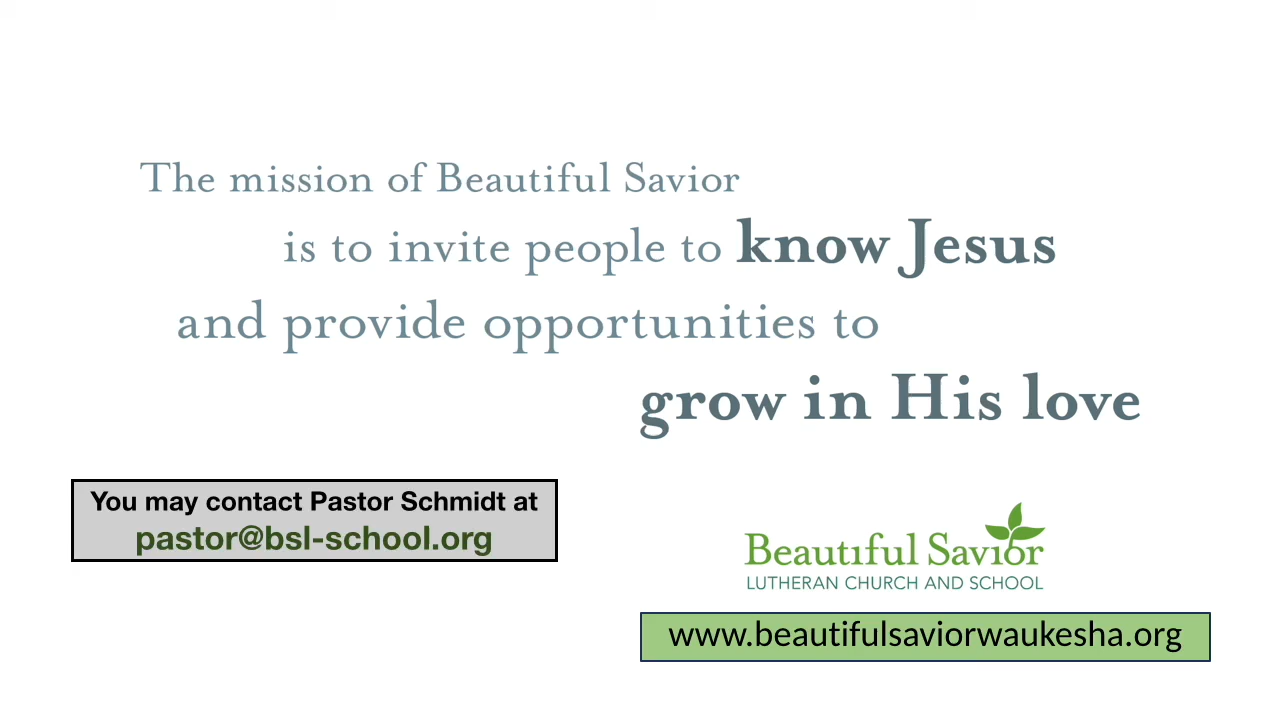 The mission of Beautiful Savior
is to invite people to know Jesus
and provide opportunities to
grow in His love
You may contact Pastor Schmidt at
pastor@bsl-school.org
Beautiful Savior
LUTHERAN CHURCH AND SCHOOL
www.beautifulsaviorwaukesha.org